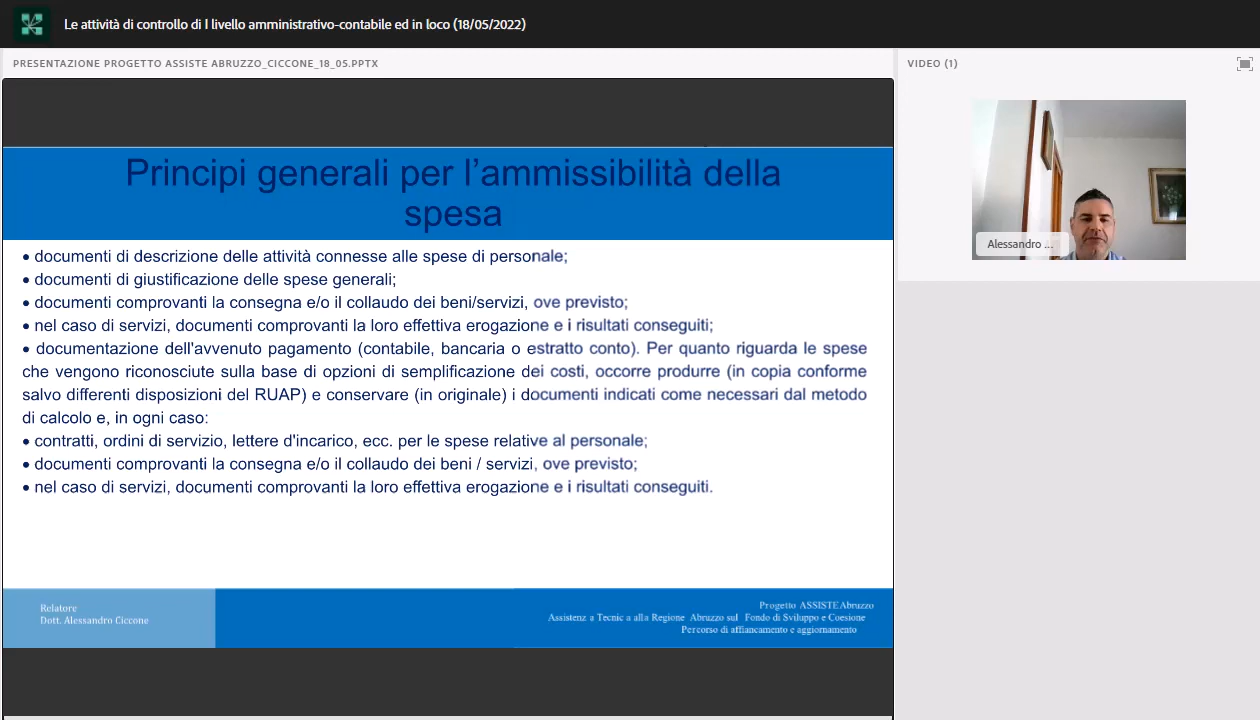 Le attività di controllo di I livello amministrativo-contabile ed in loco (18/05/2022)
PRESENTAZIONE PROGETTO ASSISTE ABRUZZO_CICCONE_18_05.PPTX
VIDEO (1)
Principi generali per l’ammissibilità della
spesa
• documenti di descrizione delle attività connesse alle spese di personale;
• documenti di giustificazione delle spese generali;
• documenti comprovanti la consegna e/o il collaudo dei beni/servizi, ove previsto;
• nel caso di servizi, documenti comprovanti la loro effettiva erogazione e i risultati conseguiti;
• documentazione dell'avvenuto pagamento (contabile, bancaria o estratto conto). Per quanto riguarda le spese
che vengono riconosciute sulla base di opzioni di semplificazione dei costi, occorre produrre (in copia conforme
salvo differenti disposizioni del RUAP) e conservare (in originale) i documenti indicati come necessari dal metodo
di calcolo e, in ogni caso:
• contratti, ordini di servizio, lettere d'incarico, ecc. per le spese relative al personale;
• documenti comprovanti la consegna e/o il collaudo dei beni / servizi, ove previsto;
• nel caso di servizi, documenti comprovanti la loro effettiva erogazione e i risultati conseguiti.
Relatore
Dott. Alessandro Ciccone
Progetto ASSISTEAbruzzo
Assistenz a Tecnic a alla Regione Abruzzo sul Fondo di Sviluppo e Coesione
Percorso di affiancamento e aggiornamento
Alessandro ...